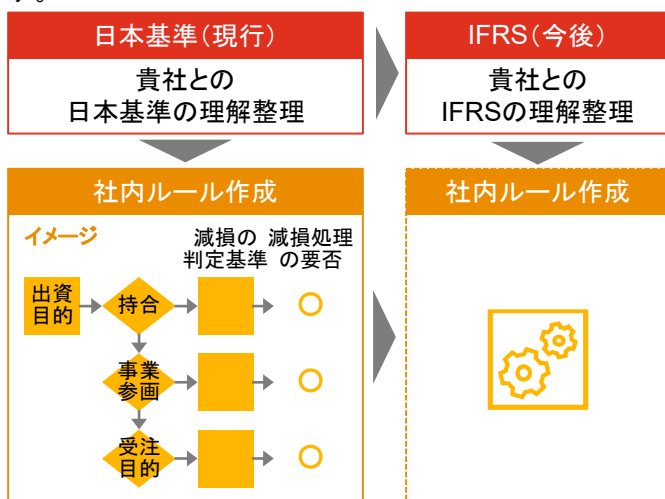 す。
日本基準（現行）
IFRS（今後）
貴社との
日本基準の理解整理
貴社との
IFRSの理解整理
社内ルール作成
社内ルール作成
イメージ
減損の
判定基準
減損処理
の要否
出資
目的
持合
事業
参画
受注
目的